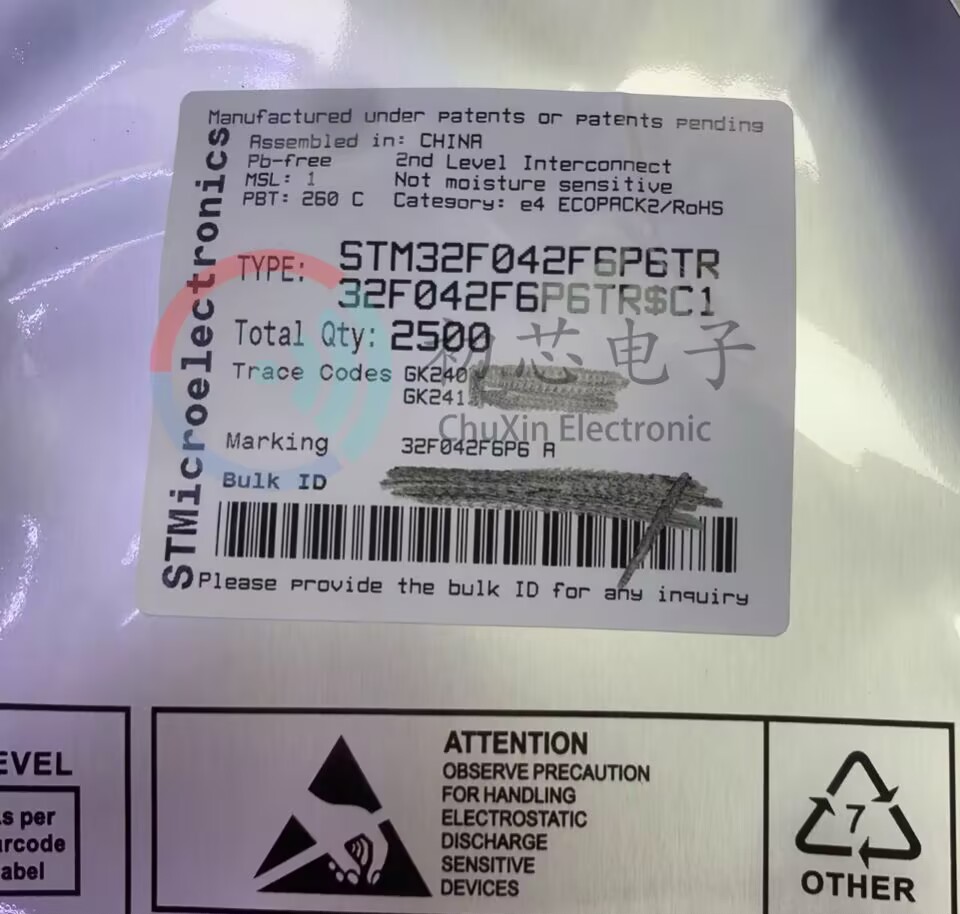 Manufactured under patents or patents pending
Assembled in: CHINA
Pb-free 2nd Level Interconnect
MSL: 1 Not moisture sensitive
PBT: 260 C Category: e4 ECOPACK2/RoHS
STMicroelectronics
TYPE: STM32F042F6P6TR
32F042F6P6TR$C1
Total Qty: 2500
初芯电子
Trace Codes GK240
GK241
ChuXin Electronic
Marking 32F042F6P6 A
Bulk ID
Please provide the bulk ID for any inquiry
EVEL
s per
arcode
abel
ATTENTION
OBSERVE PRECAUTION
FOR HANDLING
ELECTROSTATIC
DISCHARGE
SENSITIVE
DEVICES
7
OTHER